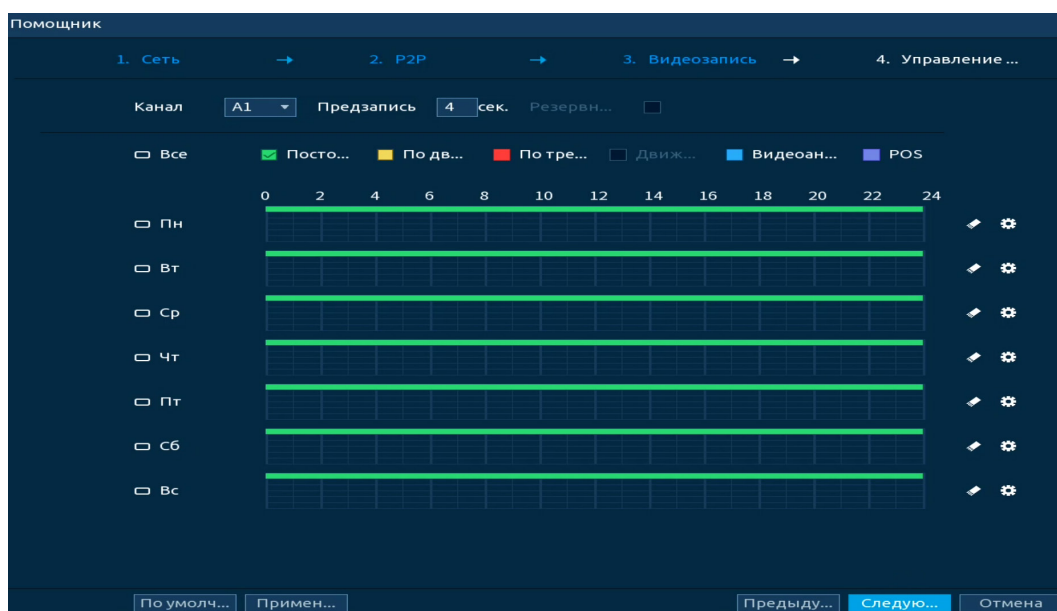 Помощник
1. Сеть → 2. P2P → 3. Видеозапись → 4. Управление ...
Канал A1 Предзапись 4 сек. Резервн...
Все Посто... По дв... По тре... Движ... Видеоан... POS
0 2 4 6 8 10 12 14 16 18 20 22 24
Пн
Вт
Ср
Чт
Пт
Сб
Вс
По умолч... Примен... Предыду... Следую... Отмена